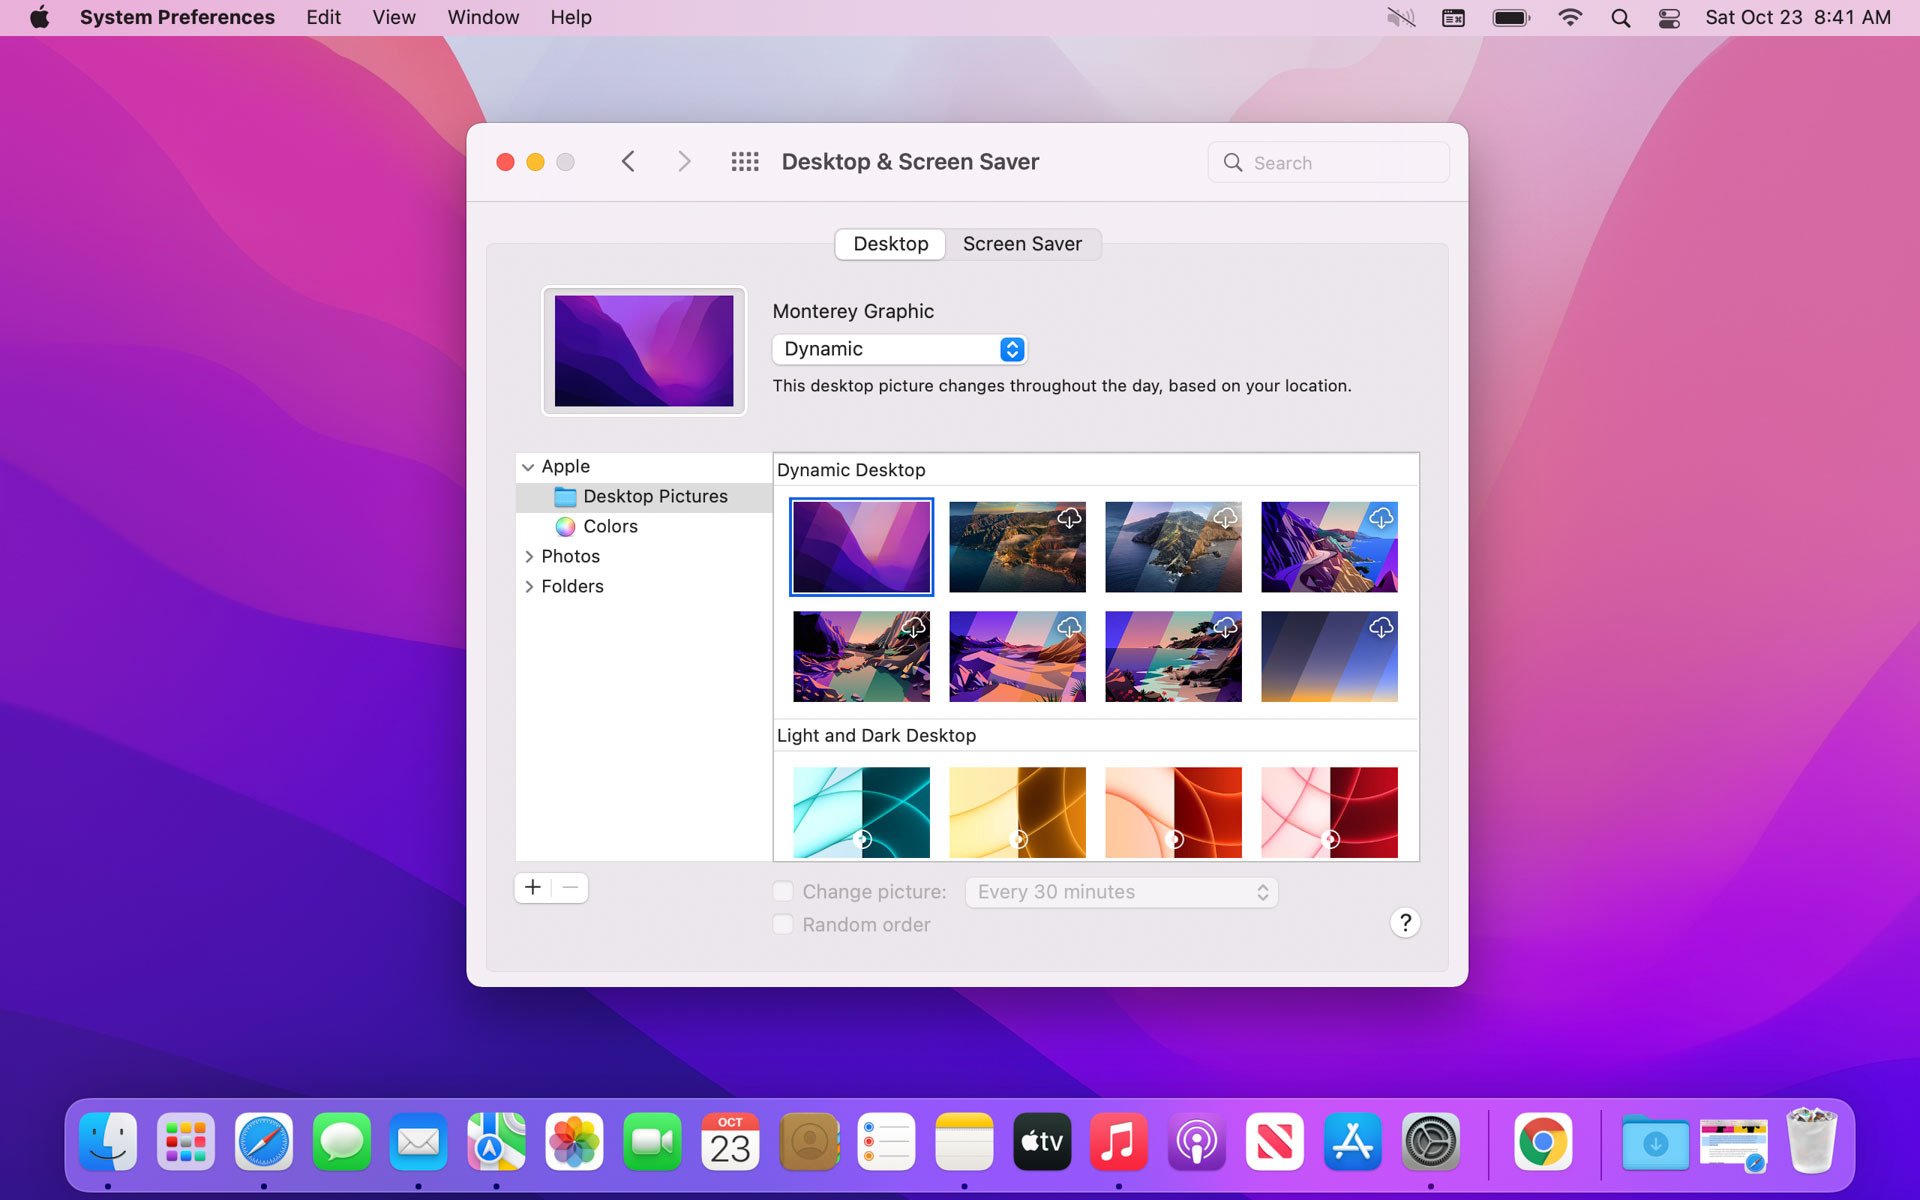 System Preferences Edit View Window Help Sat Oct 23 8:41 AM
Desktop & Screen Saver Search
Desktop Screen Saver
Monterey Graphic
Dynamic
This desktop picture changes throughout the day, based on your location.
Apple
Desktop Pictures
Colors
Photos
Folders
Dynamic Desktop
Light and Dark Desktop
+ −
Change picture: Every 30 minutes
Random order
?
OCT
23
tv